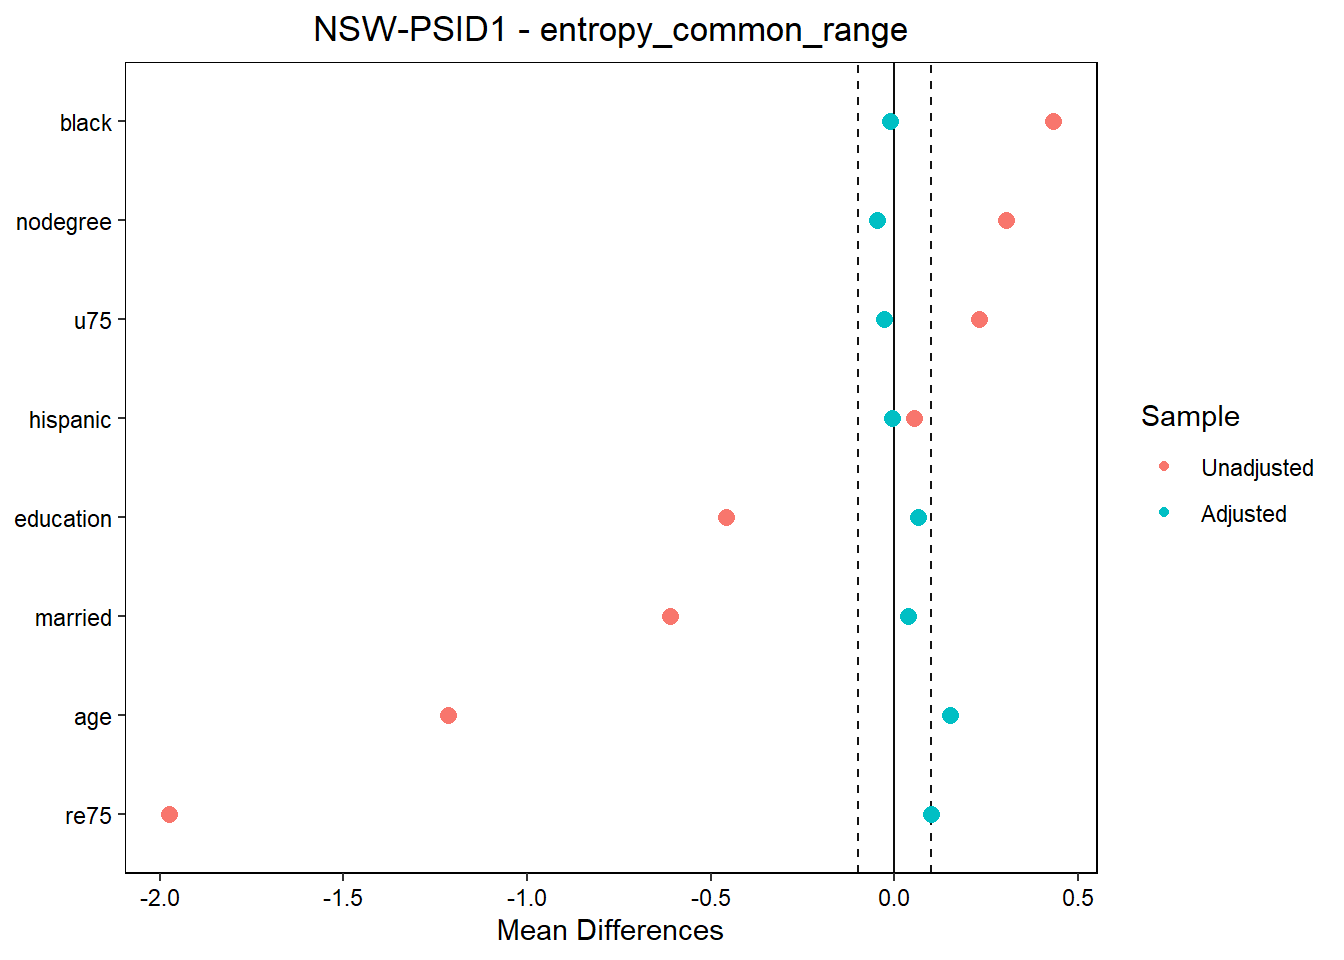 NSW-PSID1 - entropy_common_range
black
nodegree
u75
hispanic
education
married
age
re75
-2.0 -1.5 -1.0 -0.5 0.0 0.5
Mean Differences
Sample
Unadjusted
Adjusted